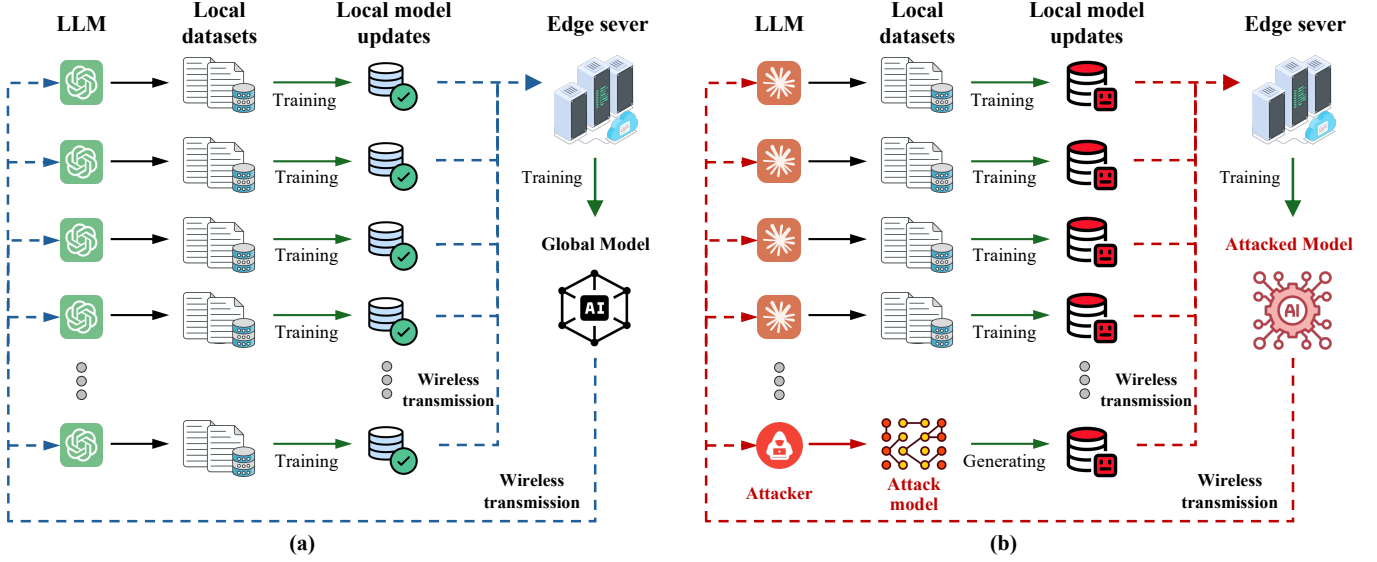 LLM
Local
datasets
Local model
updates
Edge sever
Training
Training
Training
Training
Training
Training
Global Model
AI
Wireless
transmission
Wireless
transmission
(a)
LLM
Local
datasets
Local model
updates
Edge sever
Training
Training
Training
Training
Training
Attacked Model
AI
Wireless
transmission
Generating
Attacker
Attack
model
Wireless
transmission
(b)